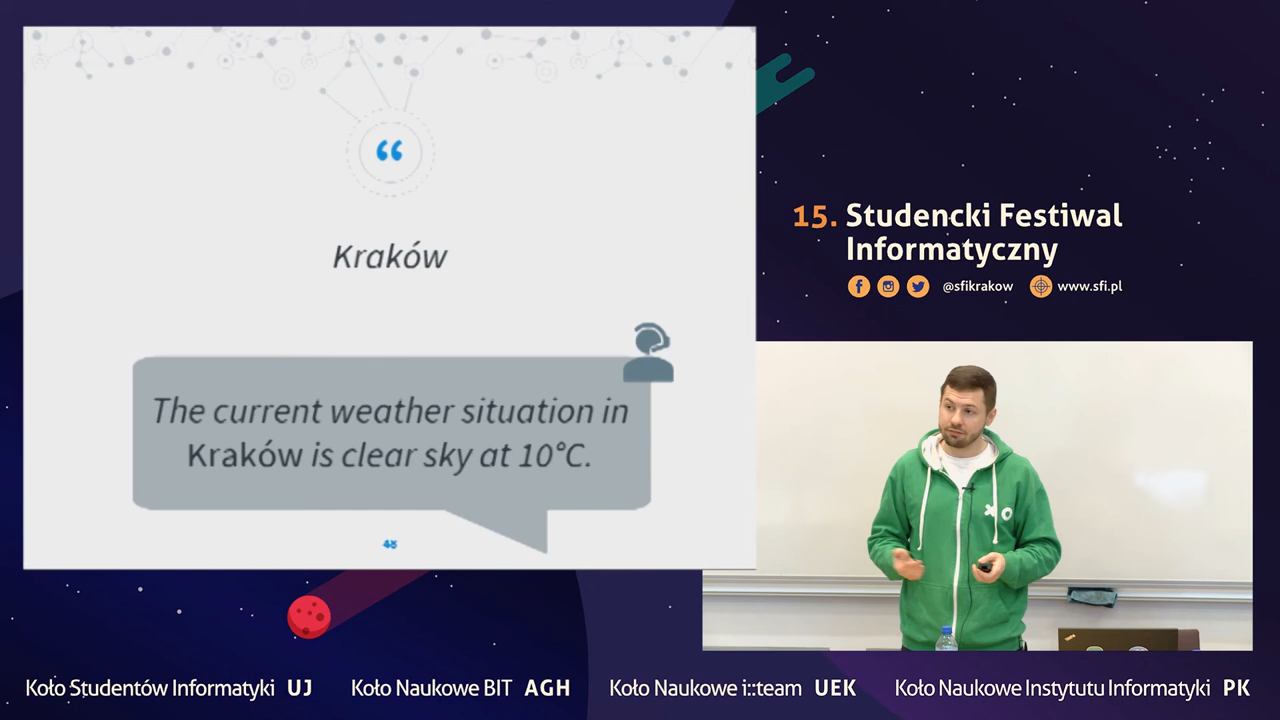 “
Kraków
The current weather situation in
Kraków is clear sky at 10°C.
15. Studencki Festiwal
Informatyczny
@sfikrakow www.sfi.pl
Koło Studentów Informatyki UJ
Koło Naukowe BIT AGH
Koło Naukowe i::team UEK
Koło Naukowe Instytutu Informatyki PK